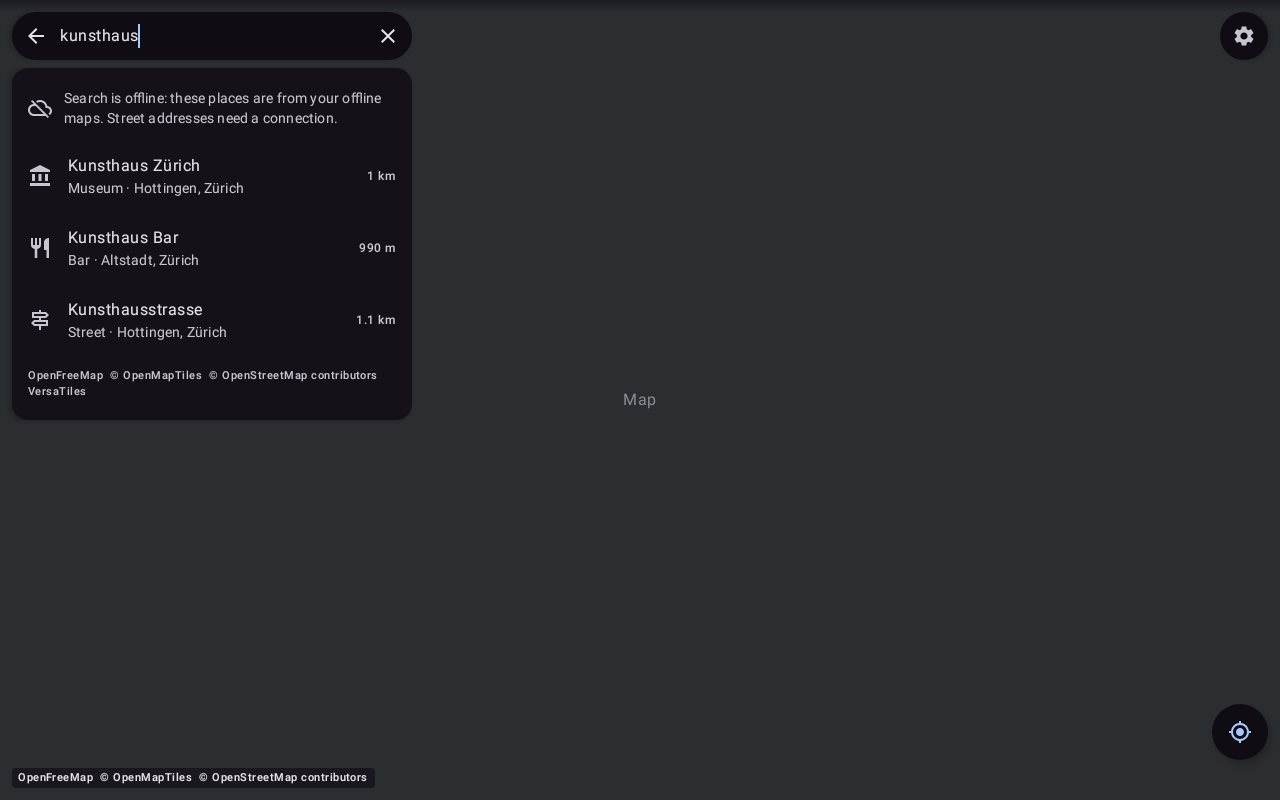 kunsthaus
Search is offline: these places are from your offline
maps. Street addresses need a connection.
Kunsthaus Zürich
Museum · Hottingen, Zürich
1 km
Kunsthaus Bar
Bar · Altstadt, Zürich
990 m
Kunsthausstrasse
Street · Hottingen, Zürich
1.1 km
OpenFreeMap © OpenMapTiles © OpenStreetMap contributors
VersaTiles
Map
OpenFreeMap © OpenMapTiles © OpenStreetMap contributors